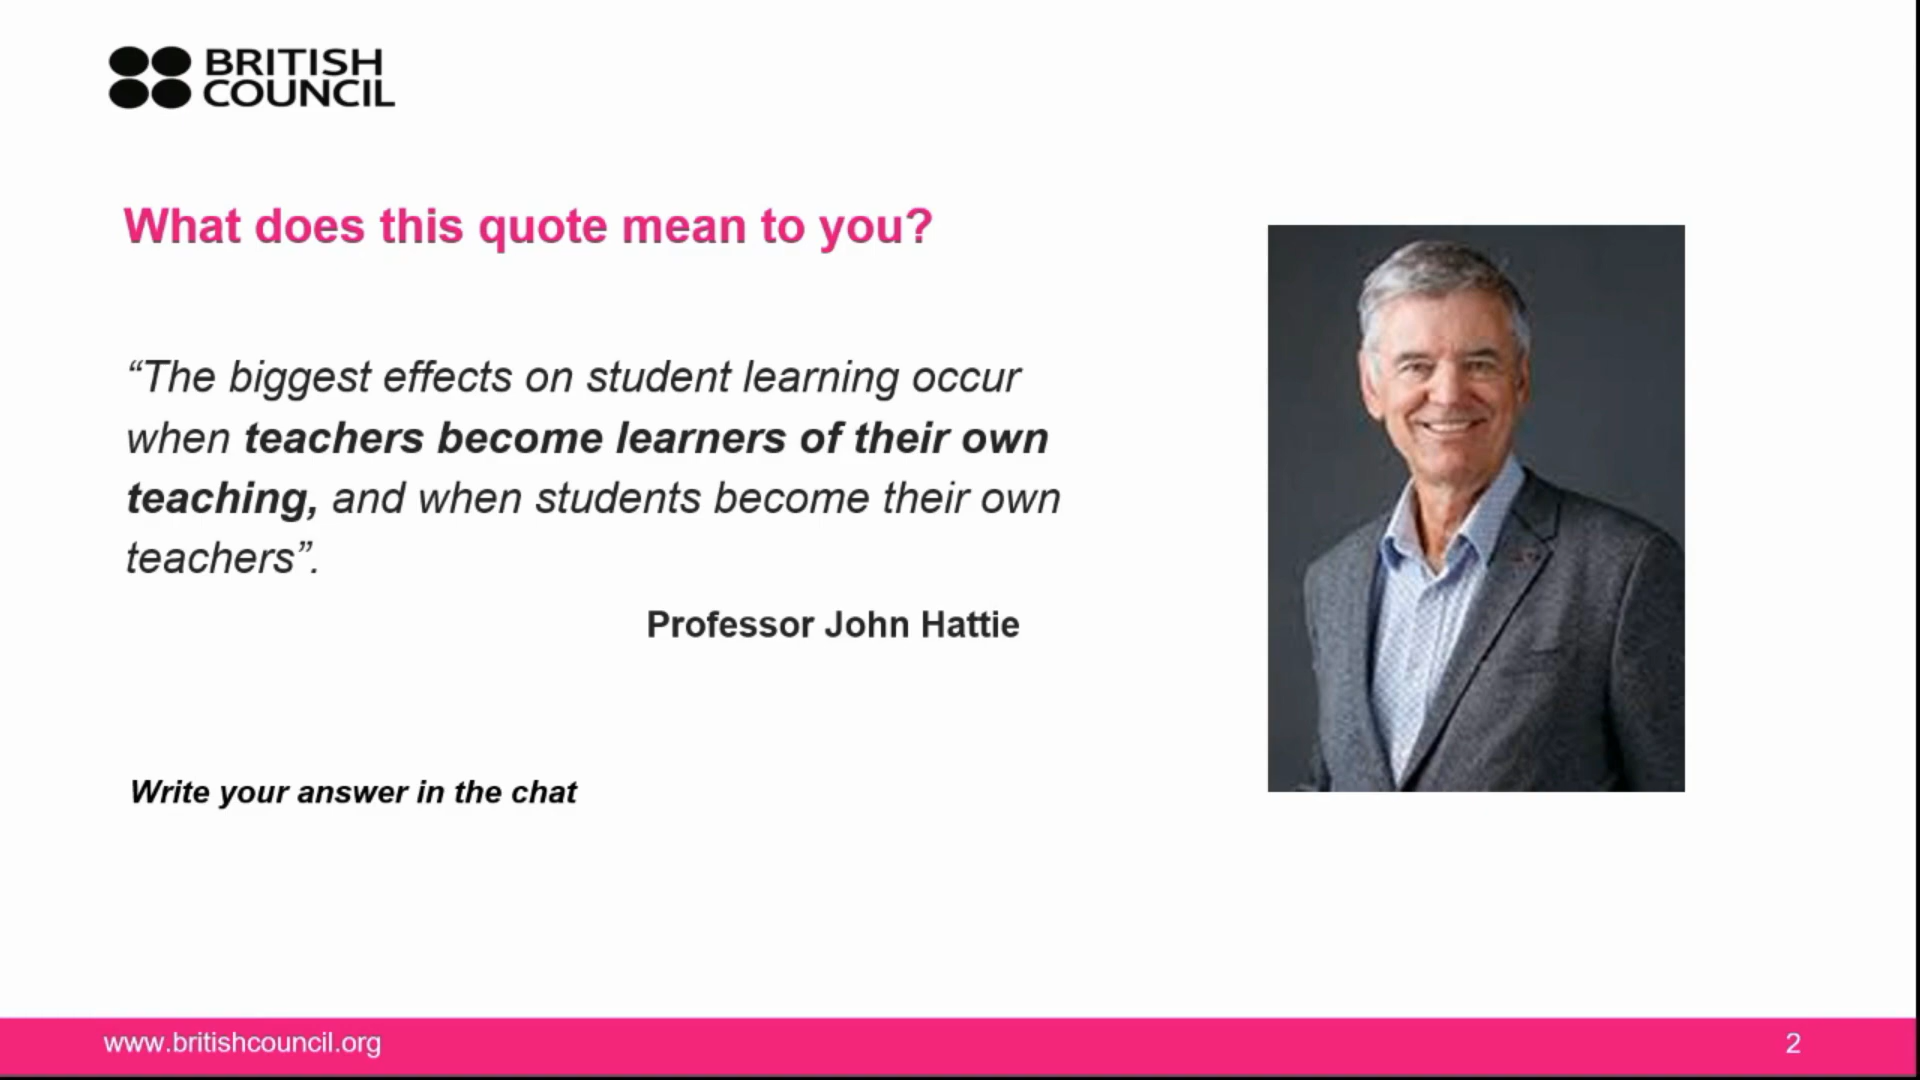 BRITISH
COUNCIL
What does this quote mean to you?
“The biggest effects on student learning occur
when teachers become learners of their own
teaching, and when students become their own
teachers”.
Professor John Hattie
Write your answer in the chat
www.britishcouncil.org
2